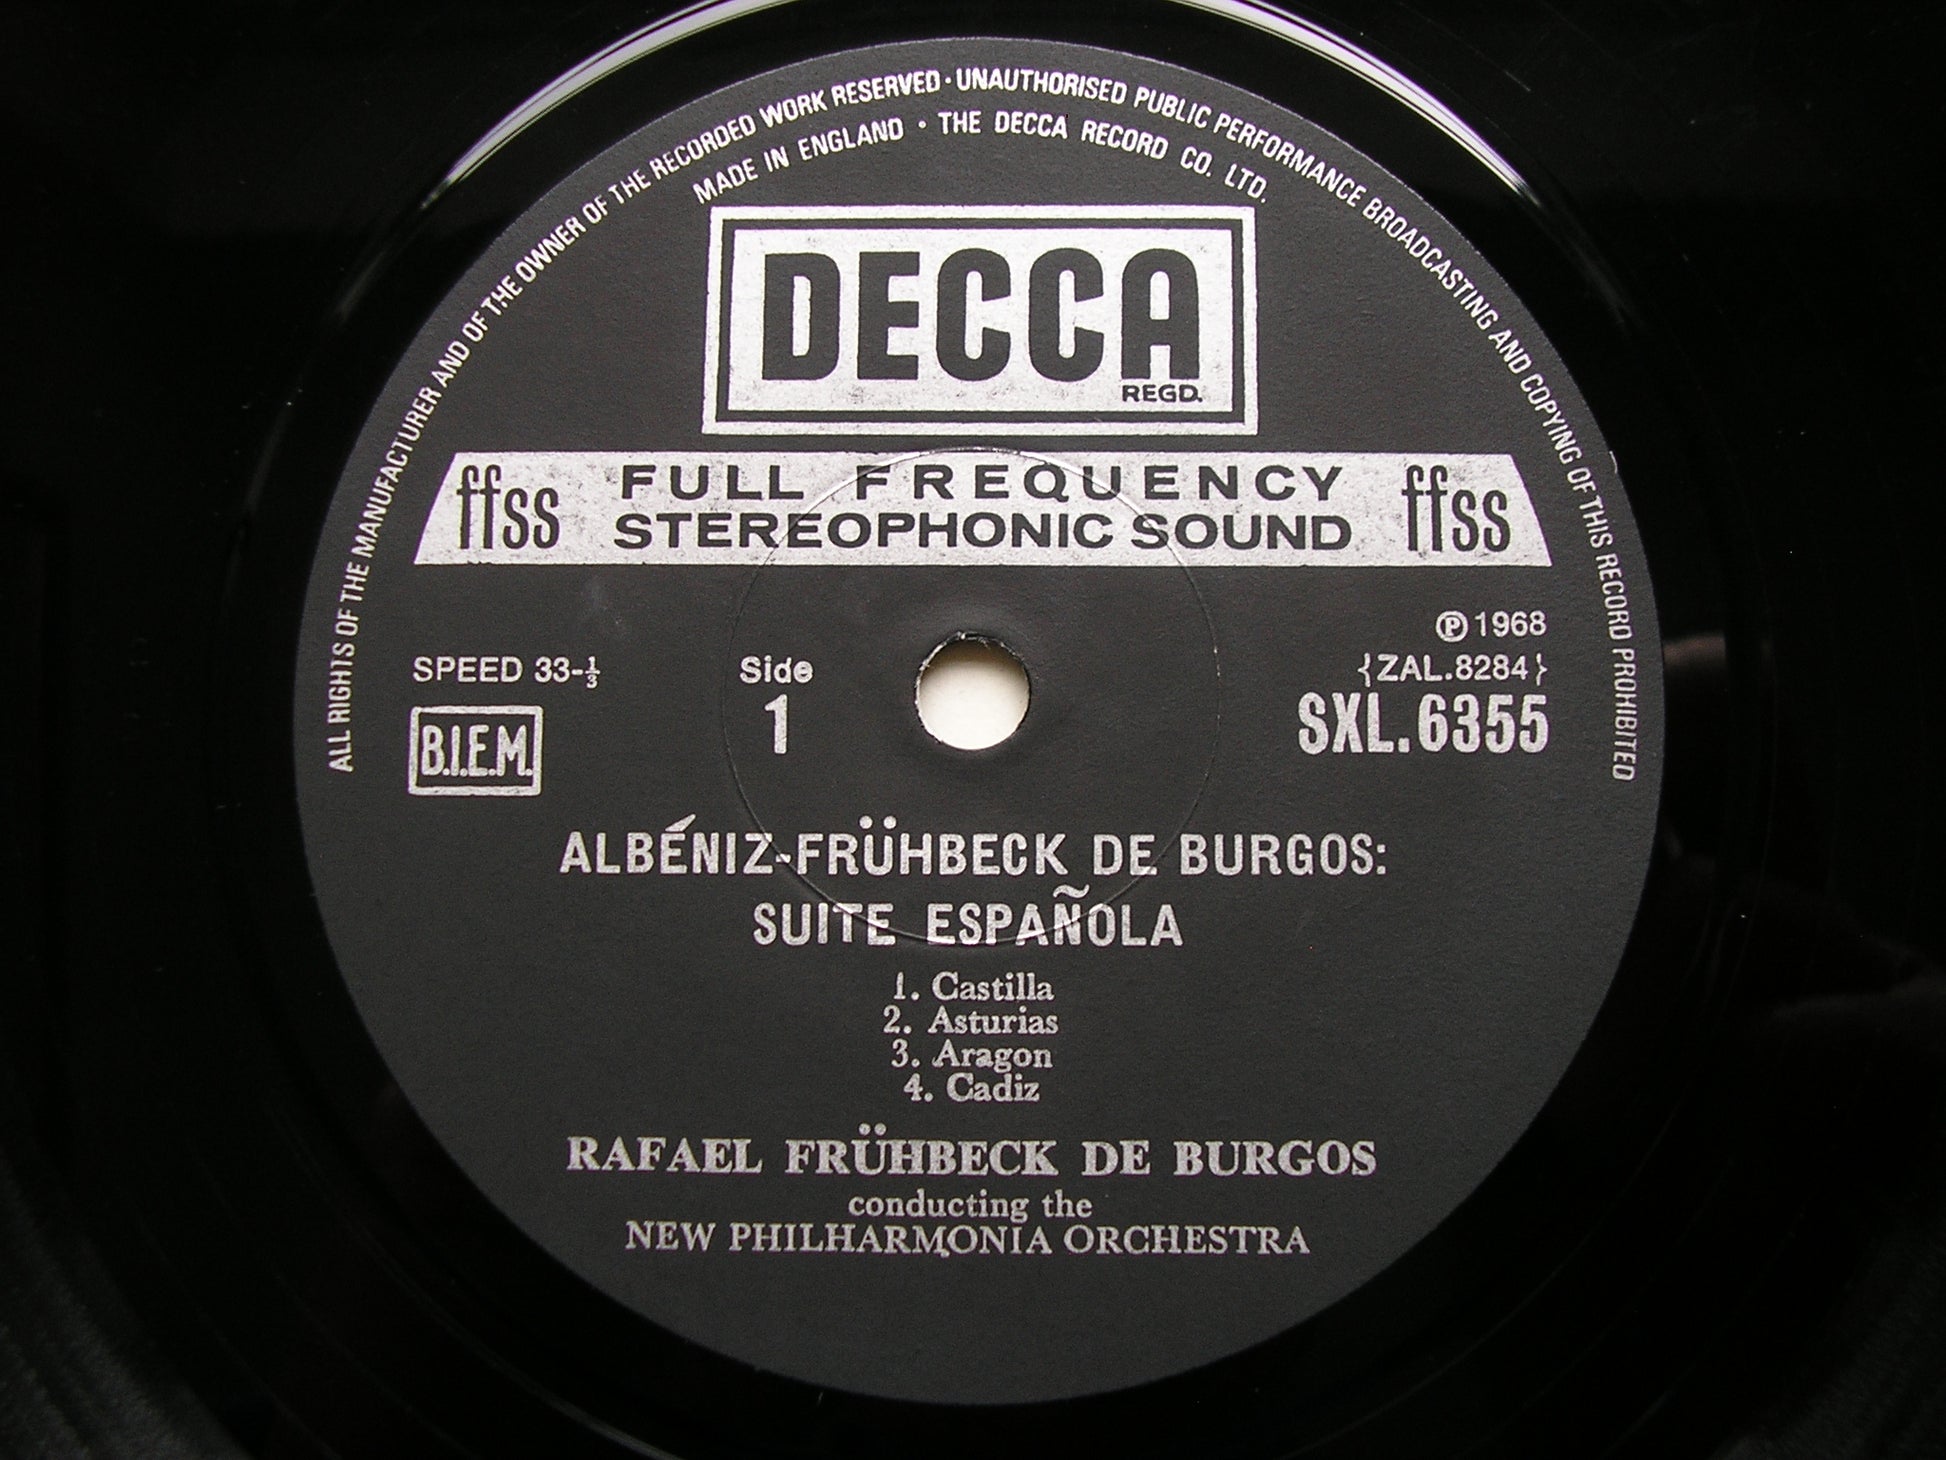 ALL RIGHTS OF THE MANUFACTURER AND OF THE OWNER OF THE RECORDED WORK RESERVED · UNAUTHORISED PUBLIC PERFORMANCE BROADCASTING AND COPYING OF THIS RECORD PROHIBITED
MADE IN ENGLAND · THE DECCA RECORD CO. LTD.
DECCA
REGD.
ffss FULL FREQUENCY ffss
STEREOPHONIC SOUND
Ⓟ 1968
SPEED 33-⅓ Side {ZAL.8284}
1 SXL.6355
B.I.E.M.
ALBÉNIZ-FRÜHBECK DE BURGOS:
SUITE ESPAÑOLA
1. Castilla
2. Asturias
3. Aragon
4. Cadiz
RAFAEL FRÜHBECK DE BURGOS
conducting the
NEW PHILHARMONIA ORCHESTRA